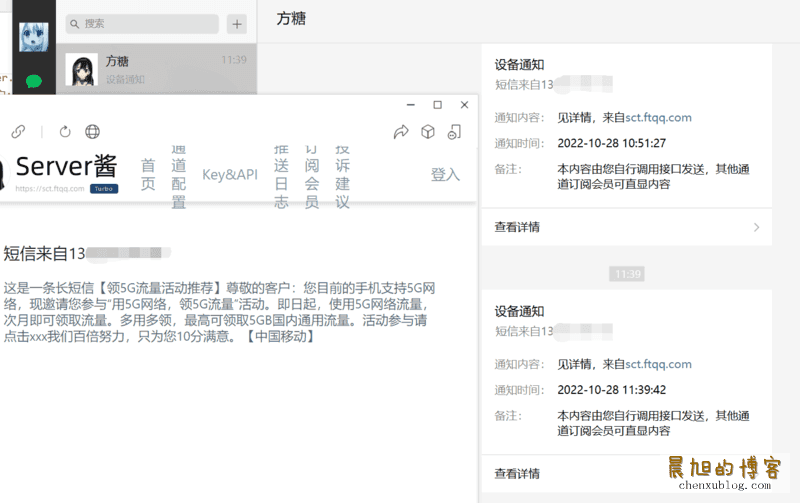 搜索
方糖
11:39
设备通知
方糖
设备通知
短信来自13
通知内容： 见详情，来自sct.ftqq.com
通知时间： 2022-10-28 10:51:27
备注： 本内容由您自行调用接口发送，其他通
道订阅会员可直显内容
查看详情
11:39
设备通知
短信来自13
通知内容： 见详情，来自sct.ftqq.com
通知时间： 2022-10-28 11:39:42
备注： 本内容由您自行调用接口发送，其他通
道订阅会员可直显内容
查看详情
Server酱
https://sct.ftqq.com Turbo
首页
通道配置
Key&API
推送日志
订阅会员
投诉建议
登入
短信来自13
这是一条长短信【领5G流量活动推荐】尊敬的客户：您目前的手机支持5G网
络，现邀请您参与“用5G网络，领5G流量”活动。即日起，使用5G网络流量，
次月即可领取流量。多用多领，最高可领取5GB国内通用流量。活动参与请
点击xxx我们百倍努力，只为您10分满意。【中国移动】
晨旭的博客
chenxublog.com